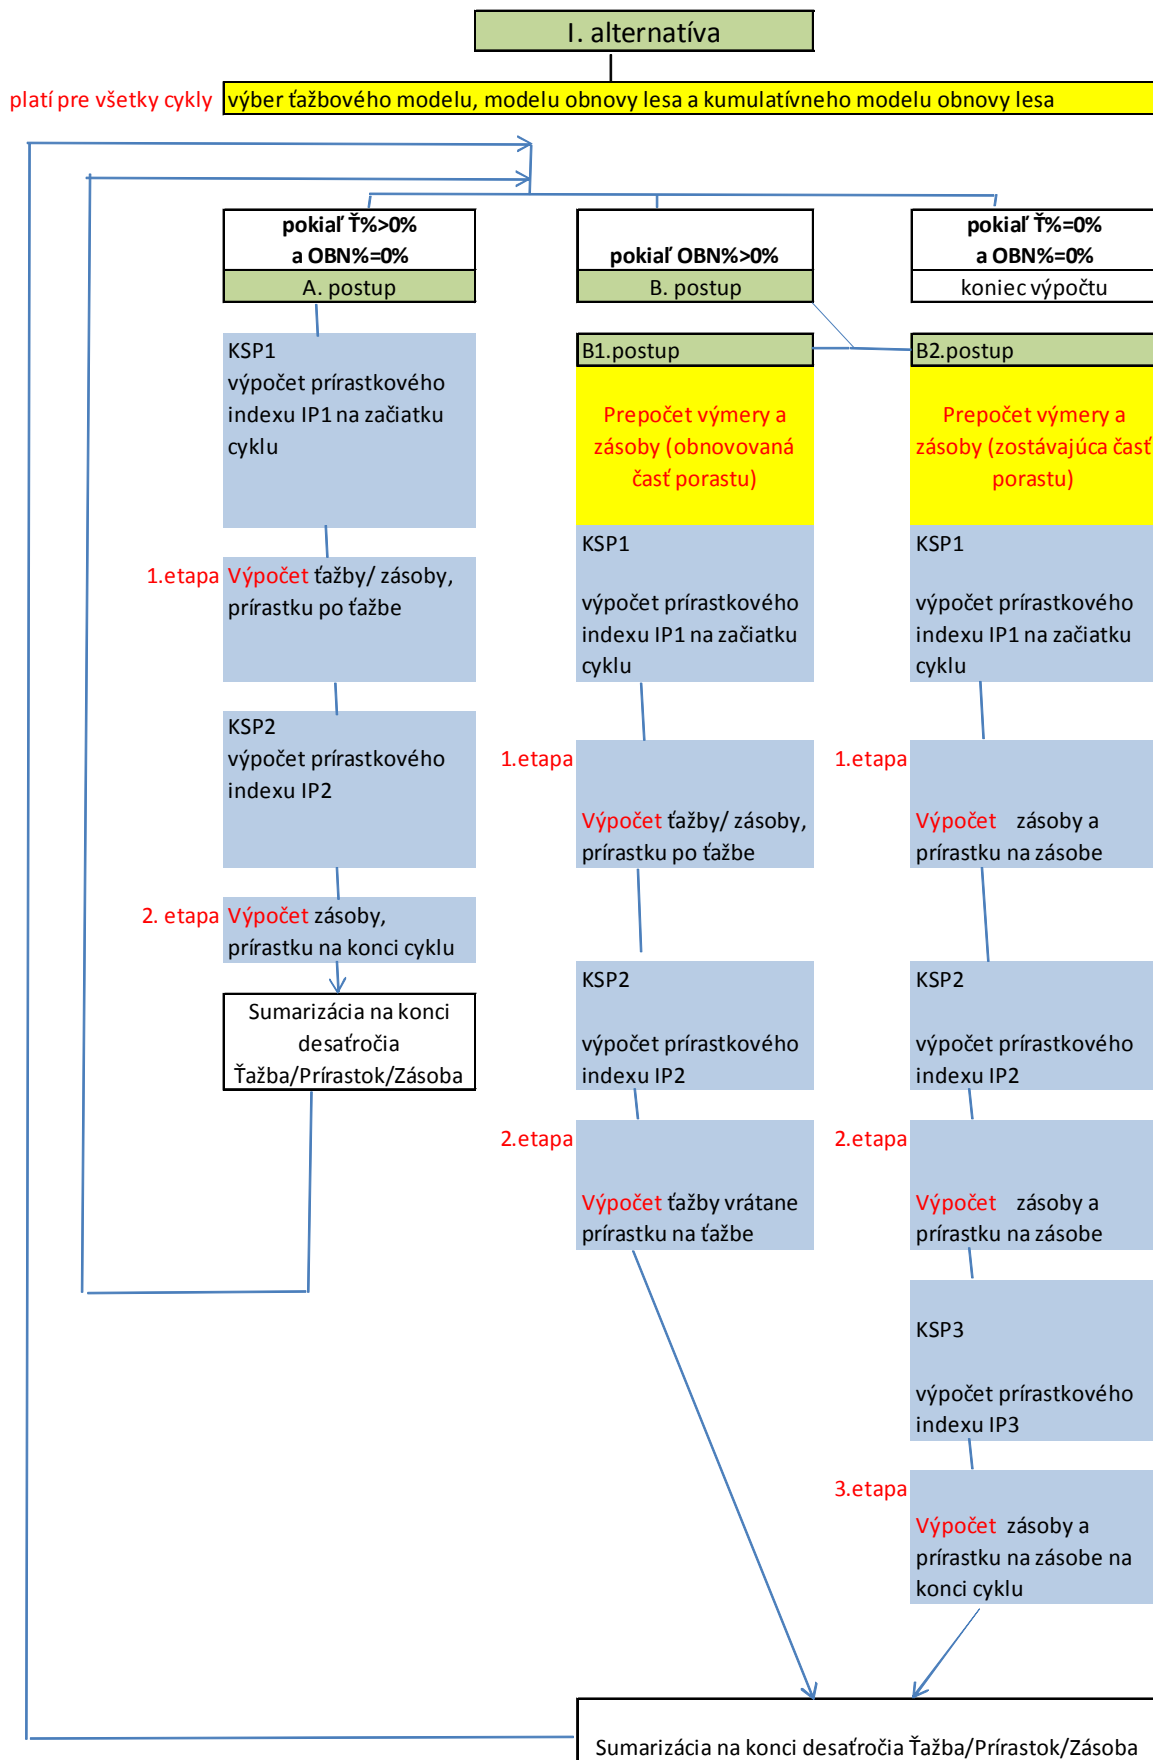 I. alternatíva
platí pre všetky cykly
výber ťažbového modelu, modelu obnovy lesa a kumulatívneho modelu obnovy lesa
pokiaľ Ť%>0%
a OBN%=0%
A. postup
pokiaľ OBN%>0%
B. postup
pokiaľ Ť%=0%
a OBN%=0%
koniec výpočtu
KSP1
výpočet prírastkového
indexu IP1 na začiatku
cyklu
1.etapa
Výpočet ťažby/ zásoby,
prírastku po ťažbe
KSP2
výpočet prírastkového
indexu IP2
2. etapa
Výpočet zásoby,
prírastku na konci cyklu
Sumarizácia na konci
desaťročia
Ťažba/Prírastok/Zásoba
B1.postup
Prepočet výmery a
zásoby (obnovovaná
časť porastu)
KSP1
výpočet prírastkového
indexu IP1 na začiatku
cyklu
1.etapa
Výpočet ťažby/ zásoby,
prírastku po ťažbe
KSP2
výpočet prírastkového
indexu IP2
2.etapa
Výpočet ťažby vrátane
prírastku na ťažbe
B2.postup
Prepočet výmery a
zásoby (zostávajúca časť
porastu)
KSP1
výpočet prírastkového
indexu IP1 na začiatku
cyklu
1.etapa
Výpočet zásoby a
prírastku na zásobe
KSP2
výpočet prírastkového
indexu IP2
2.etapa
Výpočet zásoby a
prírastku na zásobe
KSP3
výpočet prírastkového
indexu IP3
3.etapa
Výpočet zásoby a
prírastku na zásobe na
konci cyklu
Sumarizácia na konci desaťročia Ťažba/Prírastok/Zásoba